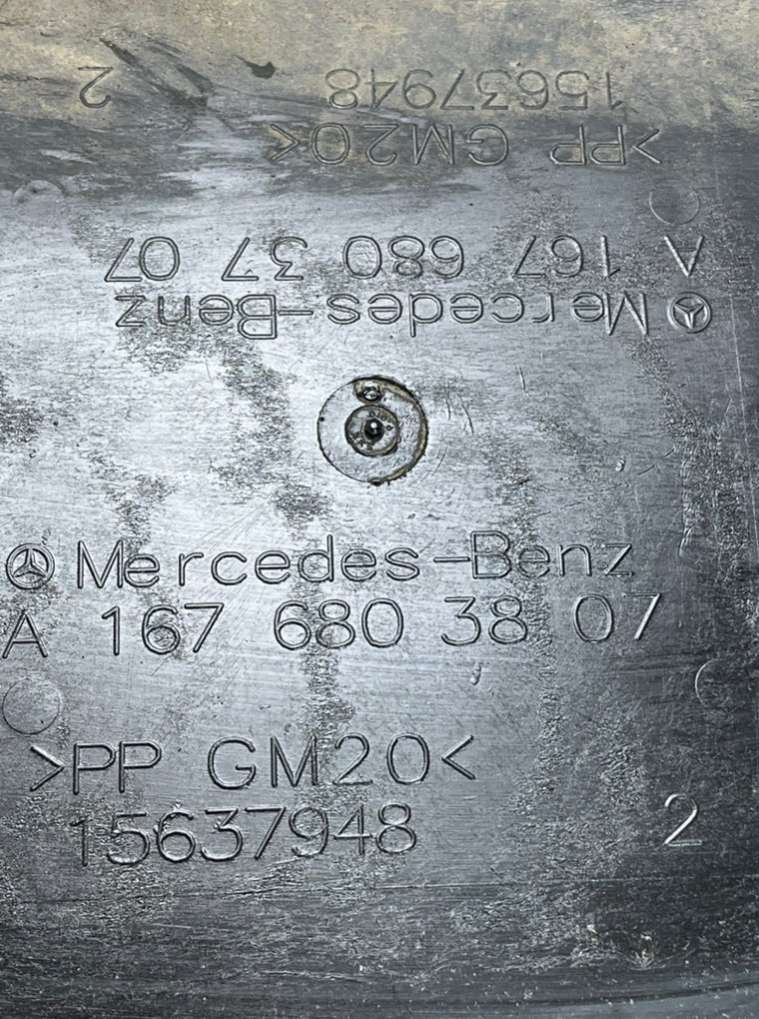 Mercedes-Benz
A 167 680 37 07
>PP GM20<
15637948 2
Mercedes-Benz
A 167 680 38 07
>PP GM20<
15637948 2